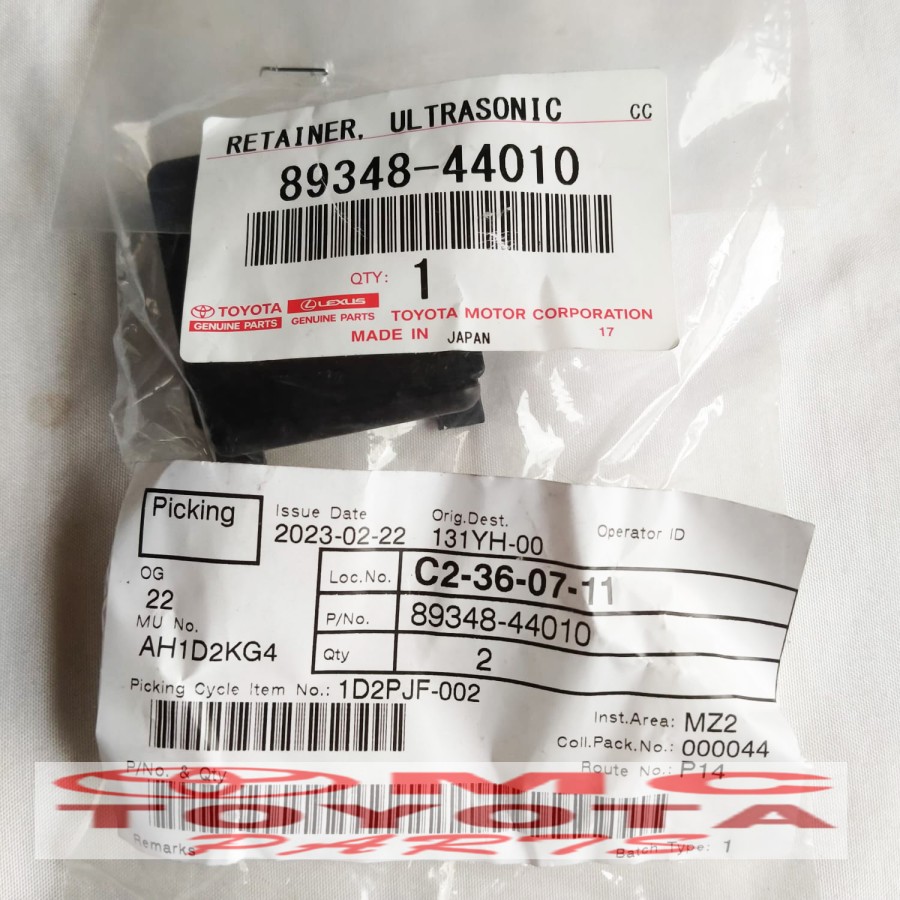 RETAINER, ULTRASONIC CC
89348-44010
QTY: 1
TOYOTA LEXUS
GENUINE PARTS GENUINE PARTS TOYOTA MOTOR CORPORATION
MADE IN JAPAN 17
Picking Issue Date Orig.Dest. Operator ID
2023-02-22 131YH-00
OG Loc.No. C2-36-07-11
22 P/No. 89348-44010
MU No.
AH1D2KG4 Qty 2
Picking Cycle Item No.: 1D2PJF-002
Inst.Area: MZ2
Coll.Pack.No.: 000044
P/No. & Qty Route No.: P14
MC
TOYOTA
PARTS
Remarks Batch Type: 1